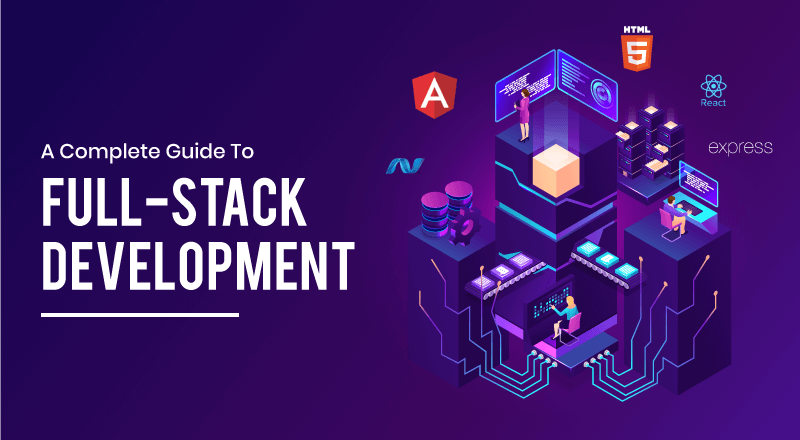 A Complete Guide To
FULL-STACK
DEVELOPMENT
HTML
5
A
React
express